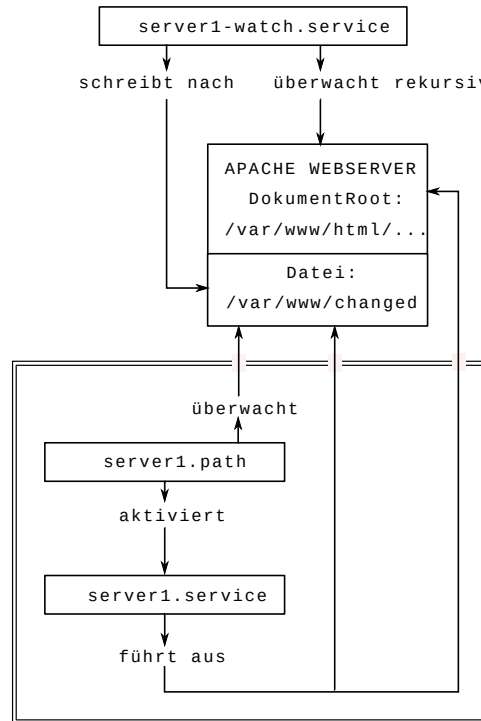 server1-watch.service
schreibt nach
überwacht rekursiv
APACHE WEBSERVER
DokumentRoot:
/var/www/html/...
Datei:
/var/www/changed
überwacht
server1.path
aktiviert
server1.service
führt aus